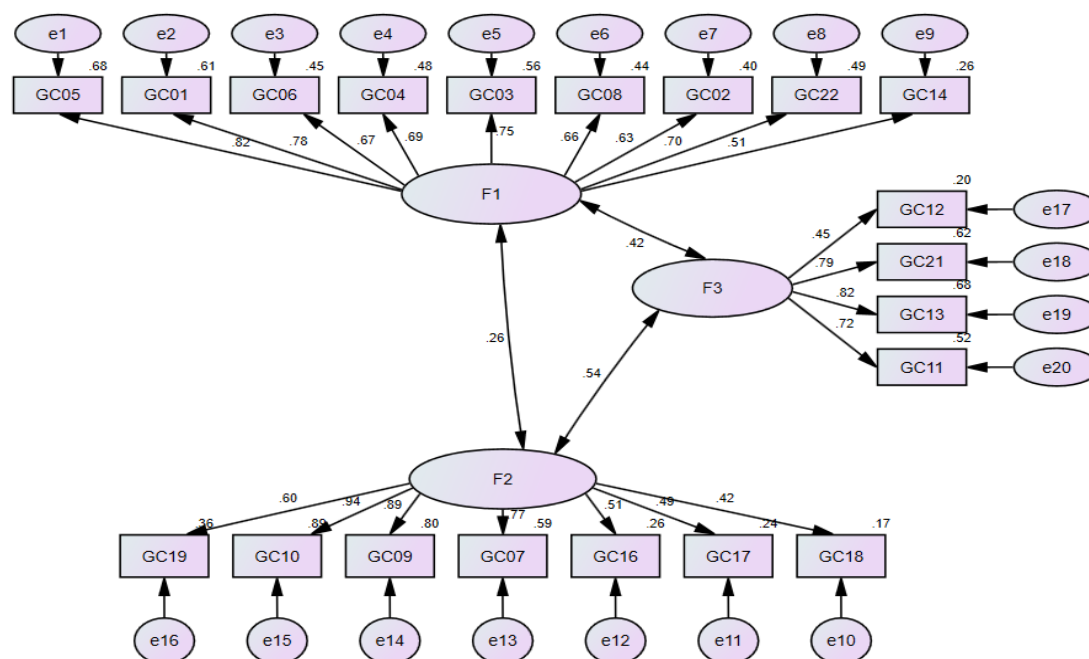 e1 e2 e3 e4 e5 e6 e7 e8 e9
.68 .61 .45 .48 .56 .44 .40 .49 .26
GC05 GC01 GC06 GC04 GC03 GC08 GC02 GC22 GC14
.82 .78 .67 .69 .75 .66 .63 .70 .51
F1
.20
GC12 e17
.45 .62
.42 .79 GC21 e18
F3 .82 .68
GC13 e19
.72 .52
GC11 e20
.26
.54
F2
.60 .94 .89 .77 .51 .49 .42
.36 .89 .80 .59 .26 .24 .17
GC19 GC10 GC09 GC07 GC16 GC17 GC18
e16 e15 e14 e13 e12 e11 e10